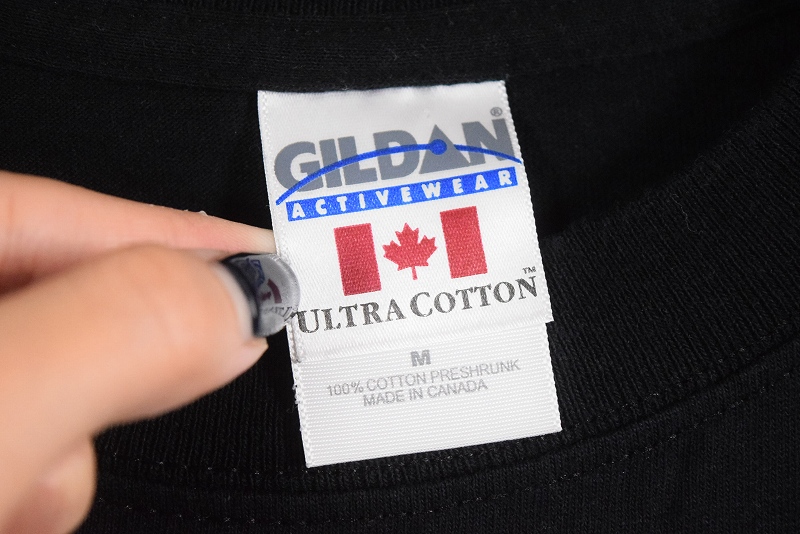 GILDAN®
ACTIVEWEAR
ULTRA COTTON™
M
100% COTTON PRESHRUNK
MADE IN CANADA